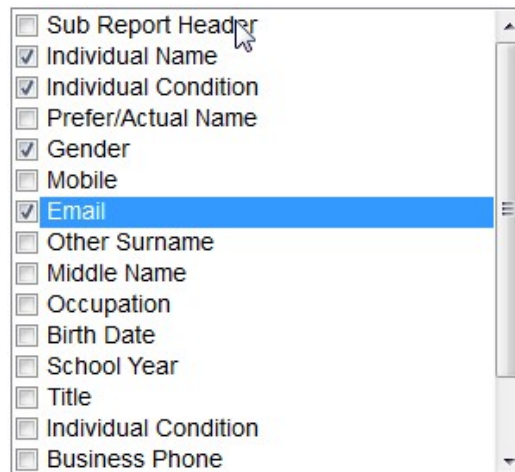 Sub Report Header
Individual Name
Individual Condition
Prefer/Actual Name
Gender
Mobile
Email
Other Surname
Middle Name
Occupation
Birth Date
School Year
Title
Individual Condition
Business Phone